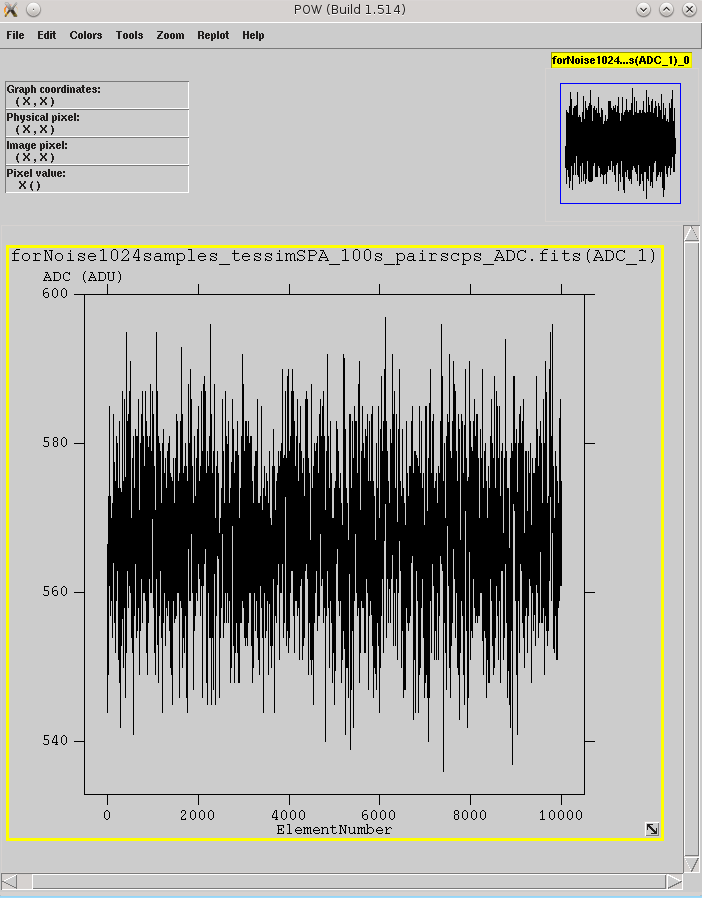 POW (Build 1.514)
File Edit Colors Tools Zoom Replot Help
forNoise1024...s(ADC_1)_0
Graph coordinates:
(X,X)
Physical pixel:
(X,X)
Image pixel:
(X,X)
Pixel value:
X()
forNoise1024samples_tessimSPA_100s_pairscps_ADC.fits(ADC_1)
ADC (ADU)
600
580
560
540
0 2000 4000 6000 8000 10000
ElementNumber